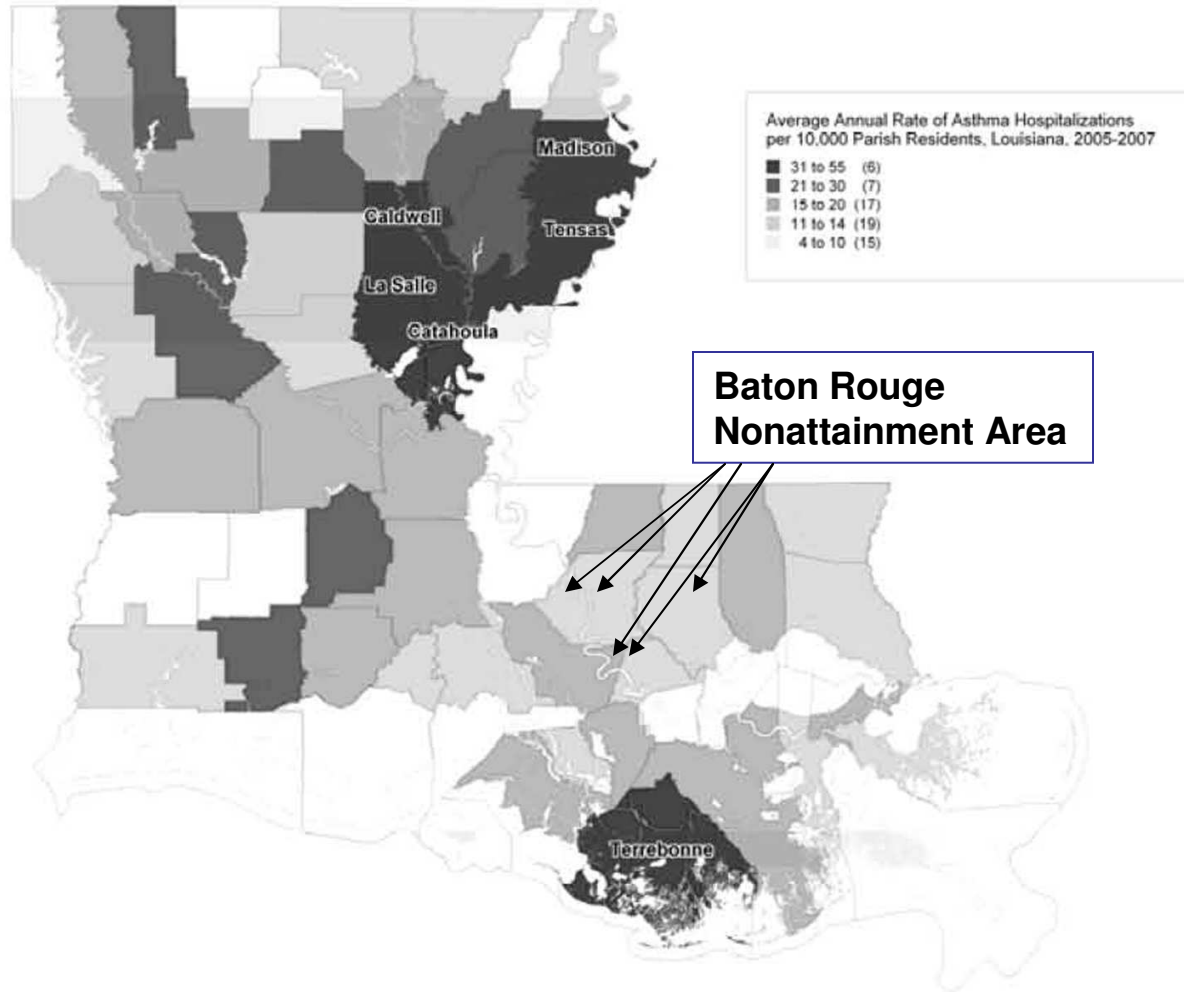 Average Annual Rate of Asthma Hospitalizations
per 10,000 Parish Residents, Louisiana, 2005-2007
31 to 55 (6)
21 to 30 (7)
15 to 20 (17)
11 to 14 (19)
4 to 10 (15)
Madison
Caldwell
Tensas
La Salle
Catahoula
Baton Rouge
Nonattainment Area
Terrebonne